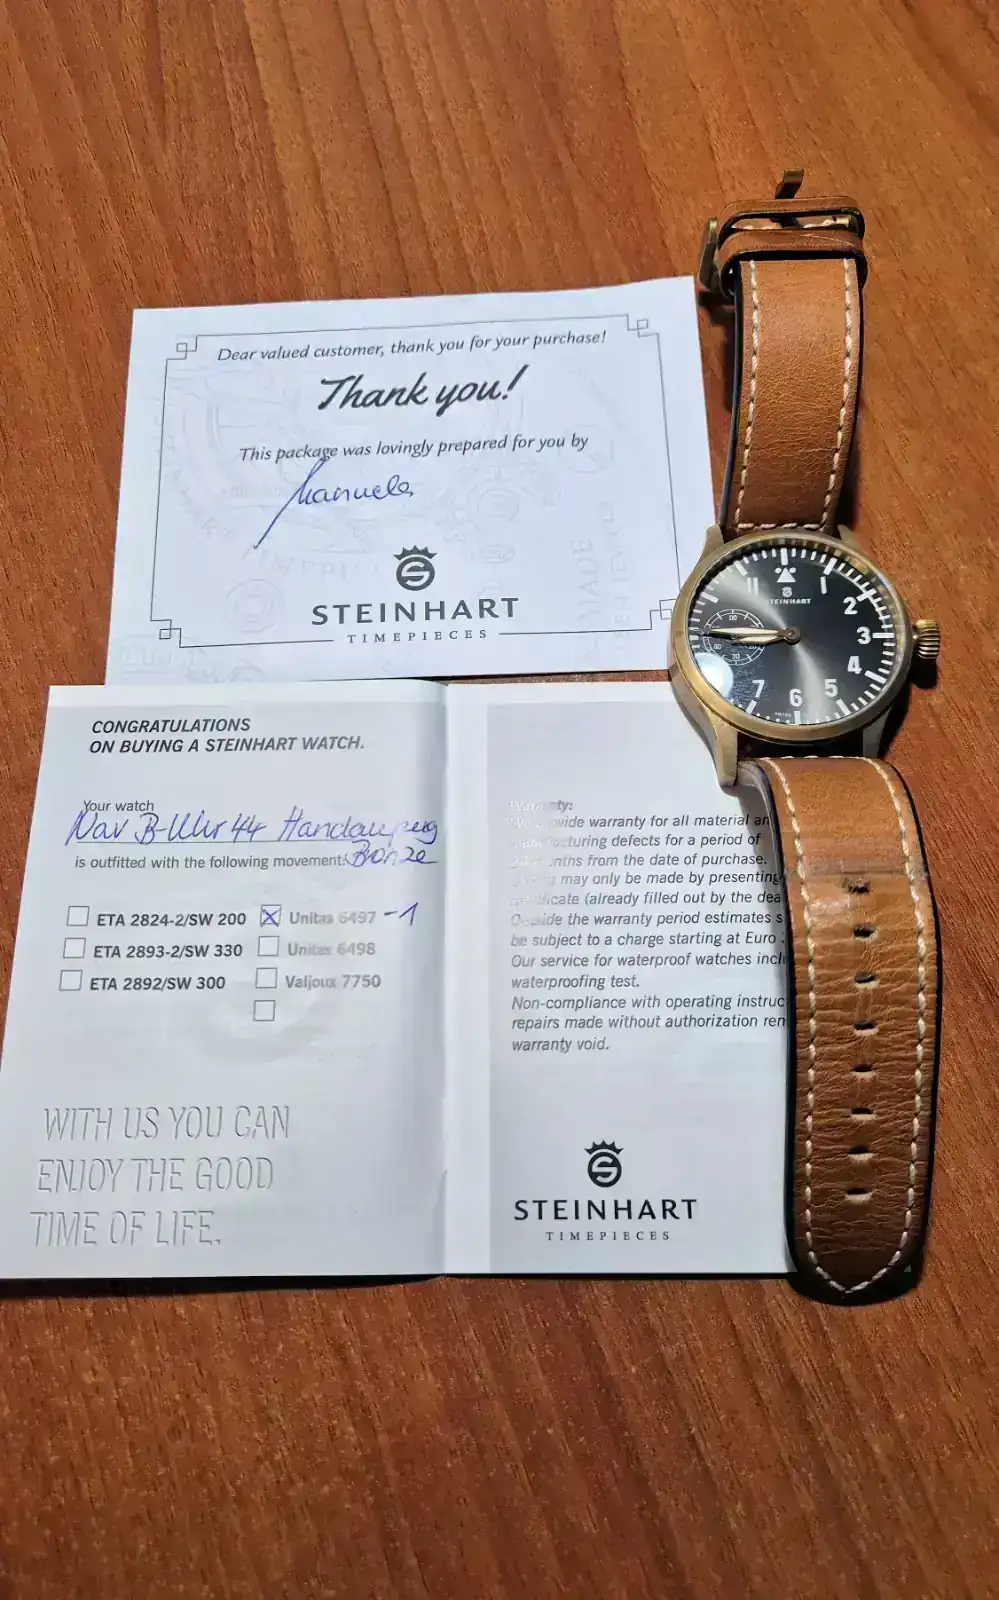 Dear valued customer, thank you for your purchase!
Thank you!
This package was lovingly prepared for you by
Manuela
STEINHART
TIMEPIECES
CONGRATULATIONS
ON BUYING A STEINHART WATCH.
Your watch
Nav B-Uhr 44 Handaufzug
is outfitted with the following movement:
Bronze
ETA 2824-2/SW 200
Unitas 6497 -1
ETA 2893-2/SW 330
Unitas 6498
ETA 2892/SW 300
Valjoux 7750
WITH US YOU CAN
ENJOY THE GOOD
TIME OF LIFE.
provide warranty for all material
defects for a period of
from the date of purchase.
may only be made by presenting
(already filled out by the
the warranty period estimates
be subject to a charge starting at Euro
Our service for waterproof watches
waterproofing test.
Non-compliance with operating
repairs made without authorization
warranty void.
STEINHART
TIMEPIECES
STEINHART
11
1
2
3
4
5
6
7